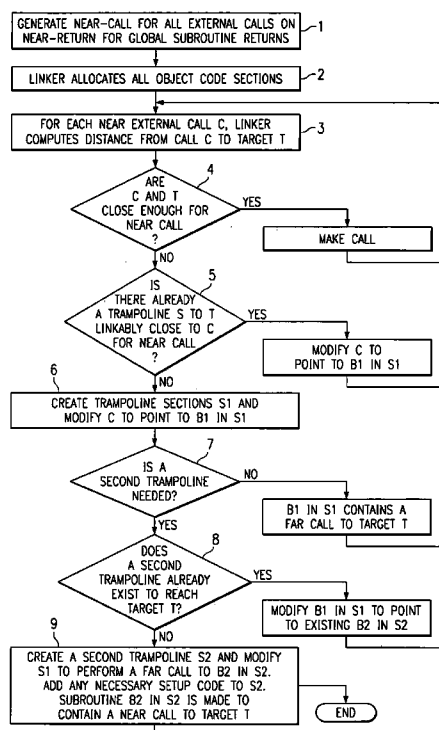 GENERATE NEAR-CALL FOR ALL EXTERNAL CALLS ON
NEAR-RETURN FOR GLOBAL SUBROUTINE RETURNS
1
LINKER ALLOCATES ALL OBJECT CODE SECTIONS
2
FOR EACH NEAR EXTERNAL CALL C, LINKER
COMPUTES DISTANCE FROM CALL C TO TARGET T
3
4
ARE
C AND T
CLOSE ENOUGH FOR
NEAR CALL
?
YES
MAKE CALL
NO
5
IS
THERE ALREADY
A TRAMPOLINE S TO T
LINKABLY CLOSE TO C
FOR NEAR CALL
?
YES
MODIFY C TO
POINT TO B1 IN S1
NO
6
CREATE TRAMPOLINE SECTIONS S1 AND
MODIFY C TO POINT TO B1 IN S1
7
IS A
SECOND TRAMPOLINE
NEEDED?
NO
B1 IN S1 CONTAINS A
FAR CALL TO TARGET T
YES
8
DOES
A SECOND
TRAMPOLINE ALREADY
EXIST TO REACH
TARGET T?
YES
MODIFY B1 IN S1 TO POINT
TO EXISTING B2 IN S2
NO
9
CREATE A SECOND TRAMPOLINE S2 AND MODIFY
S1 TO PERFORM A FAR CALL TO B2 IN S2.
ADD ANY NECESSARY SETUP CODE TO S2.
SUBROUTINE B2 IN S2 IS MADE TO
CONTAIN A NEAR CALL TO TARGET T
END